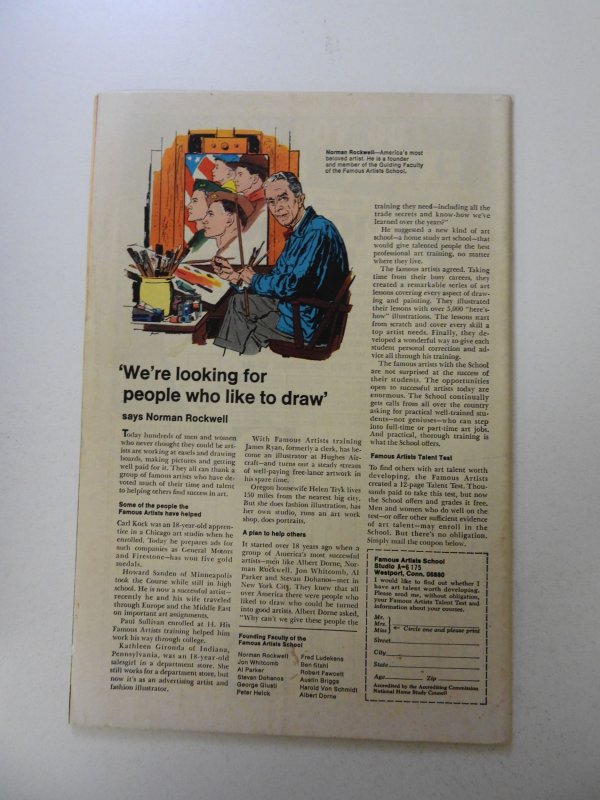 Norman Rockwell—America's most
beloved artist. He is a founder
and member of the Guiding Faculty
of the Famous Artists School.
'We're looking for
people who like to draw'
says Norman Rockwell
Today hundreds of men and women
who never thought they could be art-
ists are working at easels and drawing
boards, making pictures and getting
well paid for it. They all can thank a
group of famous artists who have de-
voted much of their time and talent
to helping others find success in art.
Some of the people the
Famous Artists have helped
Carl Kock was an 18-year-old appren-
tice in a Chicago art studio when he
enrolled. Today he prepares ads for
such companies as General Motors
and Firestone—has won five gold
medals.
Howard Sanden of Minneapolis
took the Course while still in high
school. He is now a successful artist—
recently he and his wife traveled
through Europe and the Middle East
on important art assignments.
Paul Sullivan enrolled at 14. His
Famous Artists training helped him
work his way through college.
Kathleen Gironda of Indiana,
Pennsylvania, was an 18-year-old
salesgirl in a department store. She
still works for a department store, but
now it's as an advertising artist and
fashion illustrator.
With Famous Artists training
James Ryan, formerly a clerk, has be-
come an illustrator at Hughes Air-
craft—and turns out a steady stream
of well-paying free-lance artwork in
his spare time.
Oregon housewife Helen Tryk lives
150 miles from the nearest big city.
But she does fashion illustration, has
her own studio, runs an art work
shop, does portraits.
A plan to help others
It started over 18 years ago when a
group of America's most successful
artists—men like Albert Dorne, Nor-
man Rockwell, Jon Whitcomb, Al
Parker and Stevan Dohanos—met in
New York City. They knew that all
over America there were people who
liked to draw who could be turned
into good artists. Albert Dorne asked,
"Why can't we give these people the
Founding Faculty of the
Famous Artists School
Norman Rockwell
Jon Whitcomb
Al Parker
Stevan Dohanos
George Giusti
Peter Helck
Fred Ludekens
Ben Stahl
Robert Fawcett
Austin Briggs
Harold Von Schmidt
Albert Dorne
training they need—including all the
trade secrets and know-how we've
learned over the years?"
He suggested a new kind of art
school—a home study art school—that
would give talented people the best
professional art training, no matter
where they live.
The famous artists agreed. Taking
time from their busy careers, they
created a remarkable series of art
lessons covering every aspect of draw-
ing and painting. They illustrated
their lessons with over 5,000 "here's-
how" illustrations. The lessons start
from scratch and cover every skill a
top artist needs. Finally, they de-
veloped a wonderful way to give each
student personal correction and ad-
vice all through his training.
The famous artists with the School
are not surprised at the success of
their students. The opportunities
open to successful artists today are
enormous. The School continually
gets calls from all over the country
asking for practical well-trained stu-
dents—not geniuses—who can step
into full-time or part-time art jobs.
And practical, thorough training is
what the School offers.
Famous Artists Talent Test
To find others with art talent worth
developing, the Famous Artists
created a 12-page Talent Test. Thou-
sands paid to take this test, but now
the School offers and grades it free.
Men and women who do well on the
test—or offer other sufficient evidence
of art talent—may enroll in the
School. But there's no obligation.
Simply mail the coupon below.
Famous Artists School
Studio A-6175
Westport, Conn. 06880
I would like to find out whether I
have art talent worth developing.
Please send me, without obligation,
your Famous Artists Talent Test and
information about your courses.
Mr.
Mrs. Circle one and please print
Miss
Street
City
State
Age Zip
Accredited by the Accrediting Commission
National Home Study Council